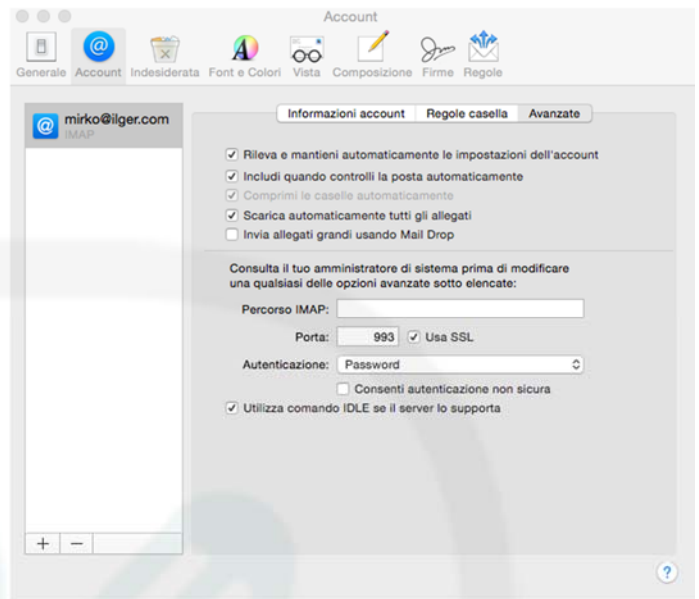 Account
Generale Account Indesiderata Font e Colori Vista Composizione Firme Regole
mirko@ilger.com
IMAP
Informazioni account Regole casella Avanzate
Rileva e mantieni automaticamente le impostazioni dell'account
Includi quando controlli la posta automaticamente
Comprimi le caselle automaticamente
Scarica automaticamente tutti gli allegati
Invia allegati grandi usando Mail Drop
Consulta il tuo amministratore di sistema prima di modificare
una qualsiasi delle opzioni avanzate sotto elencate:
Percorso IMAP:
Porta: 993 Usa SSL
Autenticazione: Password
Consenti autenticazione non sicura
Utilizza comando IDLE se il server lo supporta
+ −
?